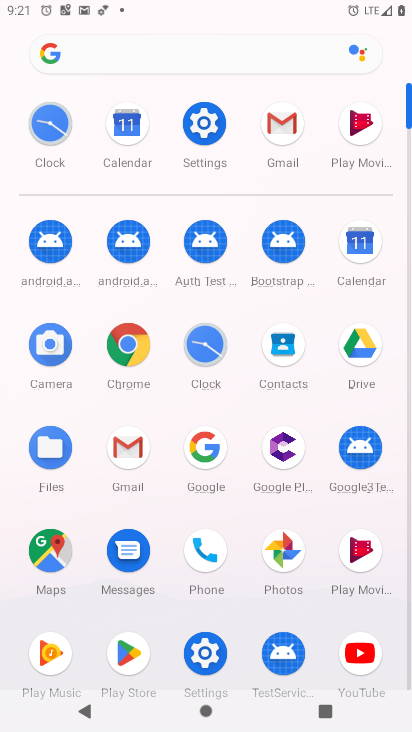 9:21
LTE
Clock
Calendar
Settings
Gmail
Play Movi...
android.a...
android.a...
Auth Test ...
Bootstrap ...
Calendar
Camera
Chrome
Clock
Contacts
Drive
Files
Gmail
Google
Google Pl...
Google3Te...
Maps
Messages
Phone
Photos
Play Movi...
Play Music
Play Store
Settings
TestServic...
YouTube